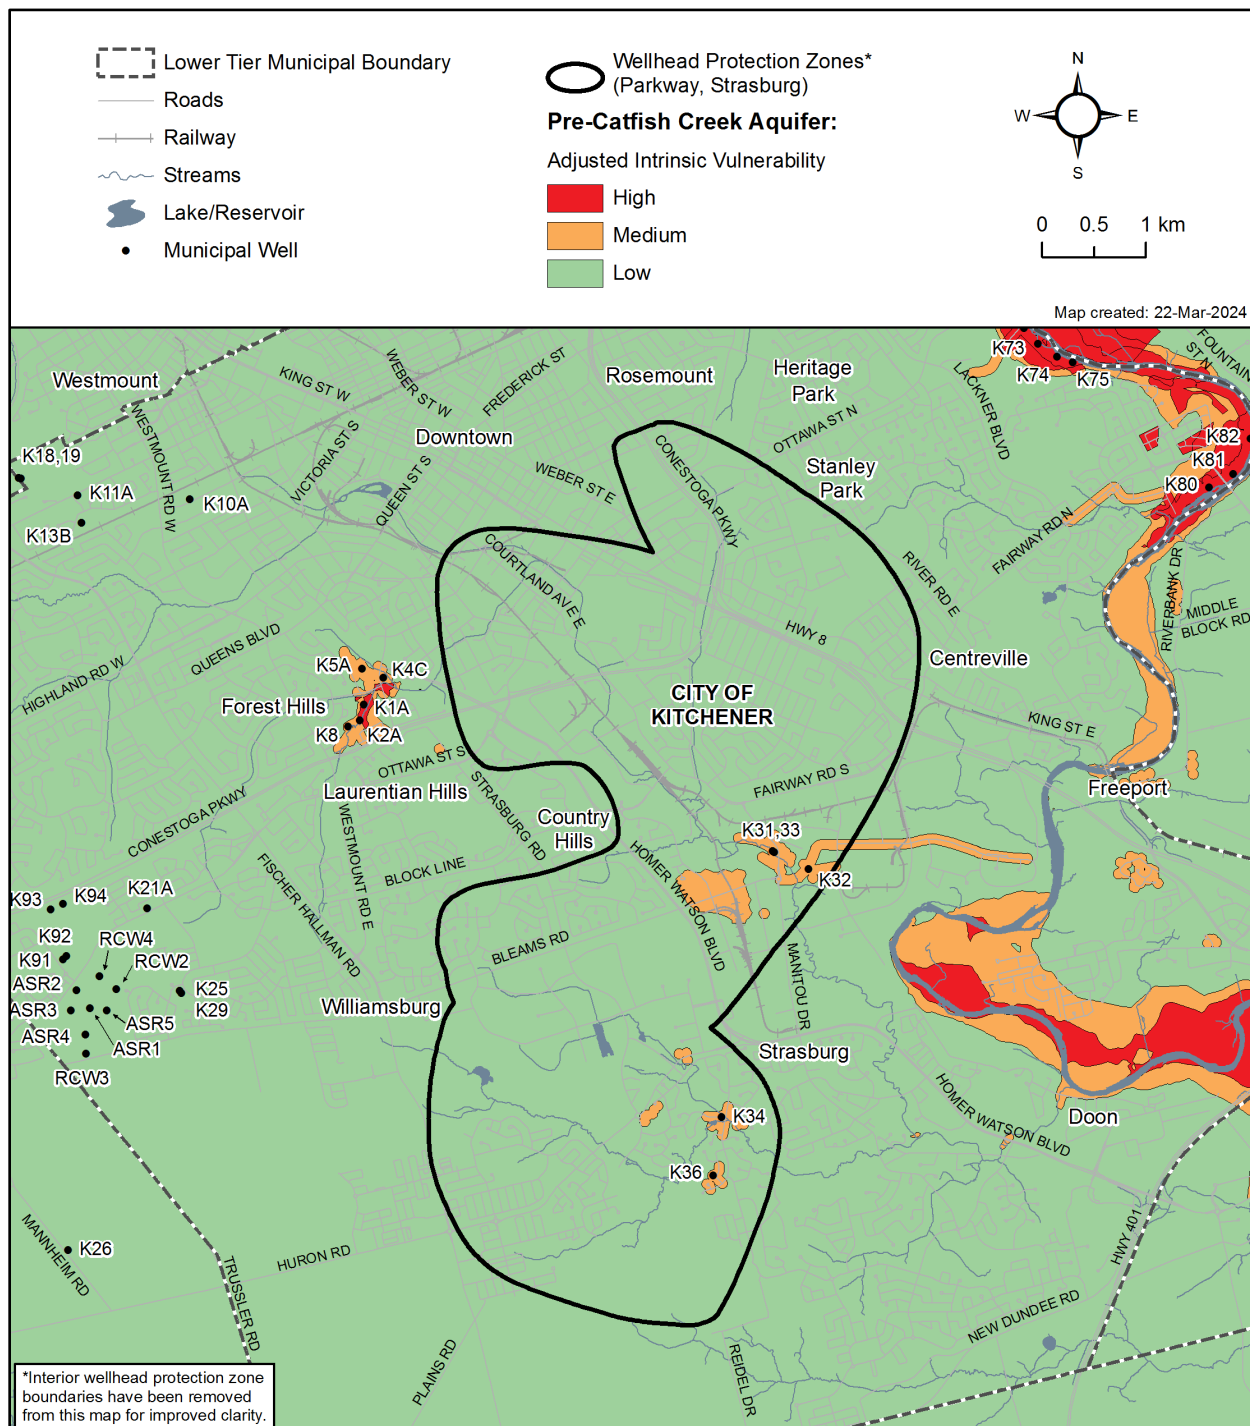 Lower Tier Municipal Boundary
Roads
Railway
Streams
Lake/Reservoir
Municipal Well
Wellhead Protection Zones*
(Parkway, Strasburg)
Pre-Catfish Creek Aquifer:
Adjusted Intrinsic Vulnerability
High
Medium
Low
N
W
E
S
0 0.5 1 km
Map created: 22-Mar-2024
K73
K74
K75
FOUNTAIN
ST N
Westmount
KING ST W
WEBER ST W
FREDERICK ST
Rosemount
Heritage
Park
LACKNER BLVD
WESTMOUNT RD W
VICTORIA ST S
QUEEN ST S
Downtown
WEBER ST E
CONESTOGA PKWY
OTTAWA ST N
Stanley
Park
K82
K81
K80
K18,19
K11A
K10A
K13B
COURTLAND AVE E
RIVER RD E
FAIRWAY RD N
RIVERBANK DR
MIDDLE
BLOCK RD
HWY 8
Centreville
HIGHLAND RD W
QUEENS BLVD
K5A
K4C
Forest Hills
K1A
K8
K2A
CITY OF
KITCHENER
KING ST E
OTTAWA ST S
Laurentian Hills
STRASBURG RD
FAIRWAY RD S
Freeport
CONESTOGA PKWY
WESTMOUNT RD E
Country
Hills
K31,33
K32
FISCHER HALLMAN RD
BLOCK LINE
HOMER WATSON BLVD
K93
K94
K21A
K92
K91
RCW4
RCW2
BLEAMS RD
MANITOU DR
ASR2
K25
K29
ASR3
ASR5
ASR4
ASR1
RCW3
Williamsburg
Strasburg
HOMER WATSON BLVD
Doon
K34
K36
K26
MANNHEIM RD
TRUSSLER RD
HURON RD
HWY 401
NEW DUNDEE RD
PLAINS RD
REIDEL DR
*Interior wellhead protection zone
boundaries have been removed
from this map for improved clarity.